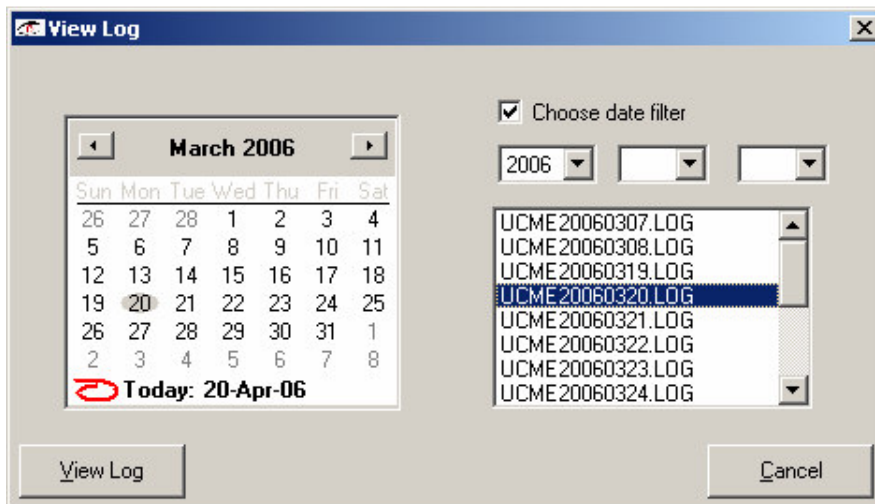 View Log
Choose date filter
March 2006
2006
Sun Mon Tue Wed Thu Fri Sat
26 27 28 1 2 3 4
5 6 7 8 9 10 11
12 13 14 15 16 17 18
19 20 21 22 23 24 25
26 27 28 29 30 31 1
2 3 4 5 6 7 8
Today: 20-Apr-06
UCME20060307.LOG
UCME20060308.LOG
UCME20060319.LOG
UCME20060320.LOG
UCME20060321.LOG
UCME20060322.LOG
UCME20060323.LOG
UCME20060324.LOG
View Log
Cancel